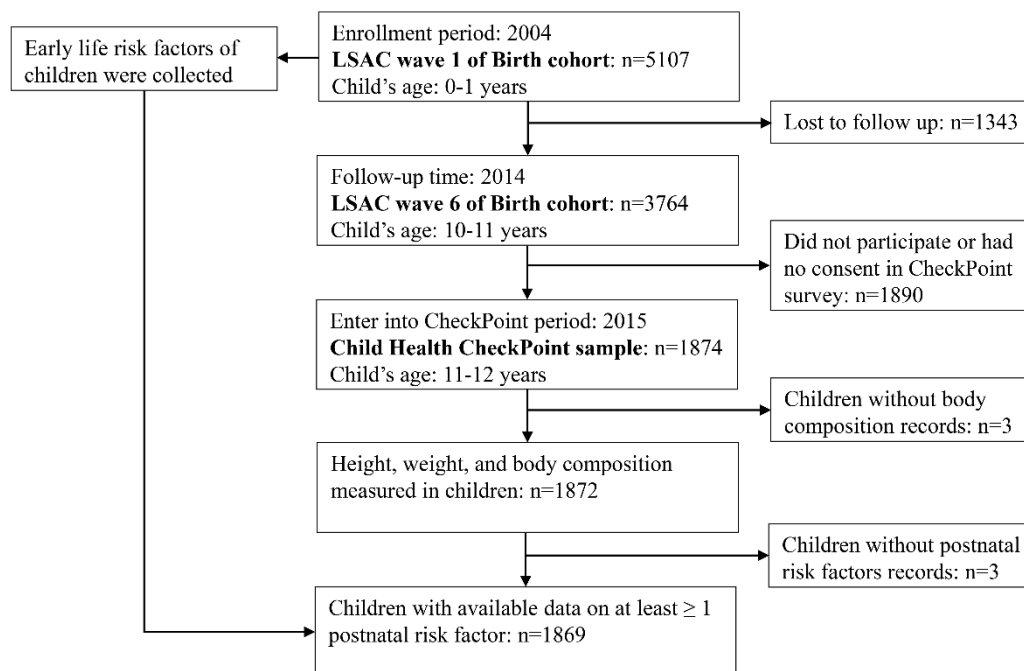 Early life risk factors of
children were collected
Enrollment period: 2004
LSAC wave 1 of Birth cohort: n=5107
Child's age: 0-1 years
Lost to follow up: n=1343
Follow-up time: 2014
LSAC wave 6 of Birth cohort: n=3764
Child's age: 10-11 years
Did not participate or had
no consent in CheckPoint
survey: n=1890
Enter into CheckPoint period: 2015
Child Health CheckPoint sample: n=1874
Child's age: 11-12 years
Children without body
composition records: n=3
Height, weight, and body composition
measured in children: n=1872
Children without postnatal
risk factors records: n=3
Children with available data on at least ≥ 1
postnatal risk factor: n=1869